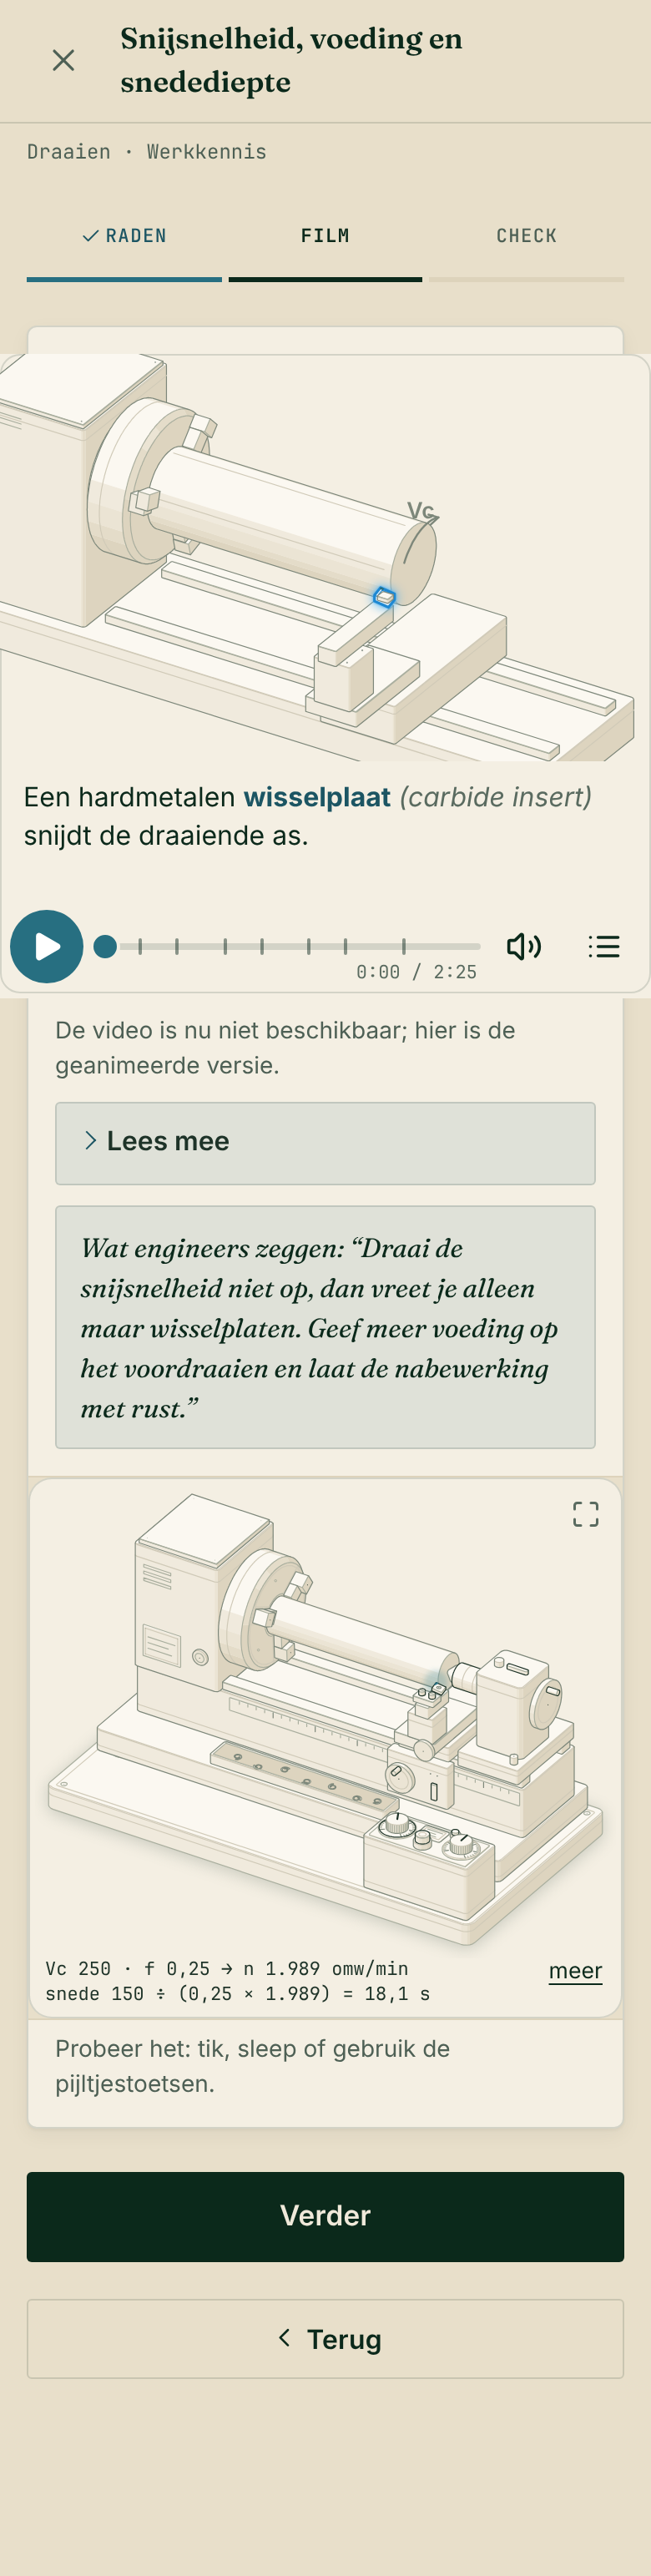 Snijsnelheid, voeding en
snedediepte
Draaien · Werkkennis
RADEN
FILM
CHECK
Vc
Een hardmetalen wisselplaat (carbide insert)
snijdt de draaiende as.
0:00 / 2:25
De video is nu niet beschikbaar; hier is de
geanimeerde versie.
Lees mee
Wat engineers zeggen: “Draai de
snijsnelheid niet op, dan vreet je alleen
maar wisselplaten. Geef meer voeding op
het voordraaien en laat de nabewerking
met rust.”
Vc 250 · f 0,25 → n 1.989 omw/min
snede 150 ÷ (0,25 × 1.989) = 18,1 s
meer
Probeer het: tik, sleep of gebruik de
pijltjestoetsen.
Verder
Terug